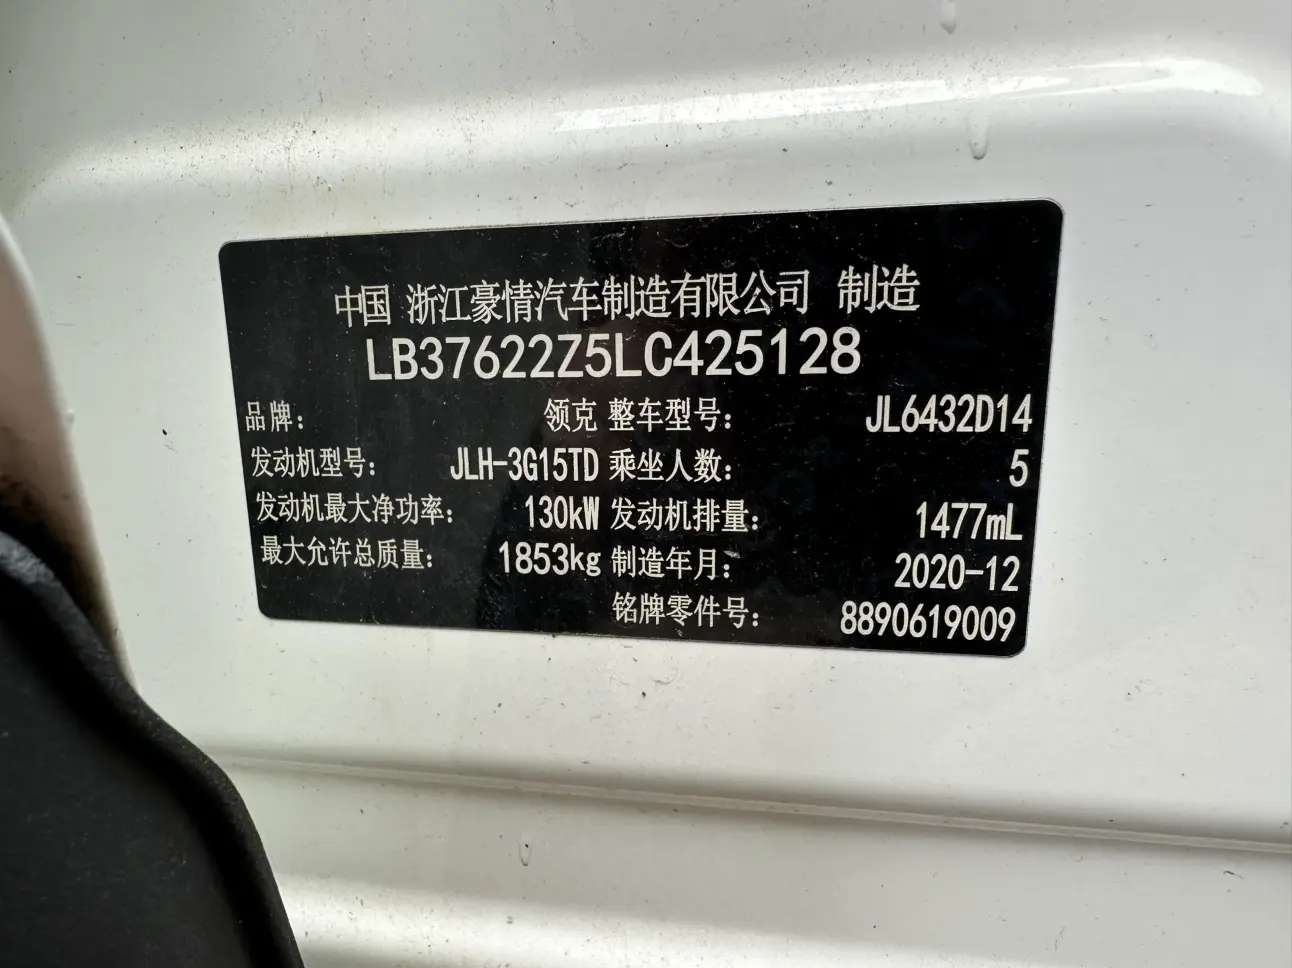 中国 浙江豪情汽车制造有限公司 制造
LB37622Z5LC425128
品牌: 领克 整车型号: JL6432D14
发动机型号: JLH-3G15TD 乘坐人数: 5
发动机最大净功率: 130kW 发动机排量: 1477mL
最大允许总质量: 1853kg 制造年月: 2020-12
铭牌零件号: 8890619009